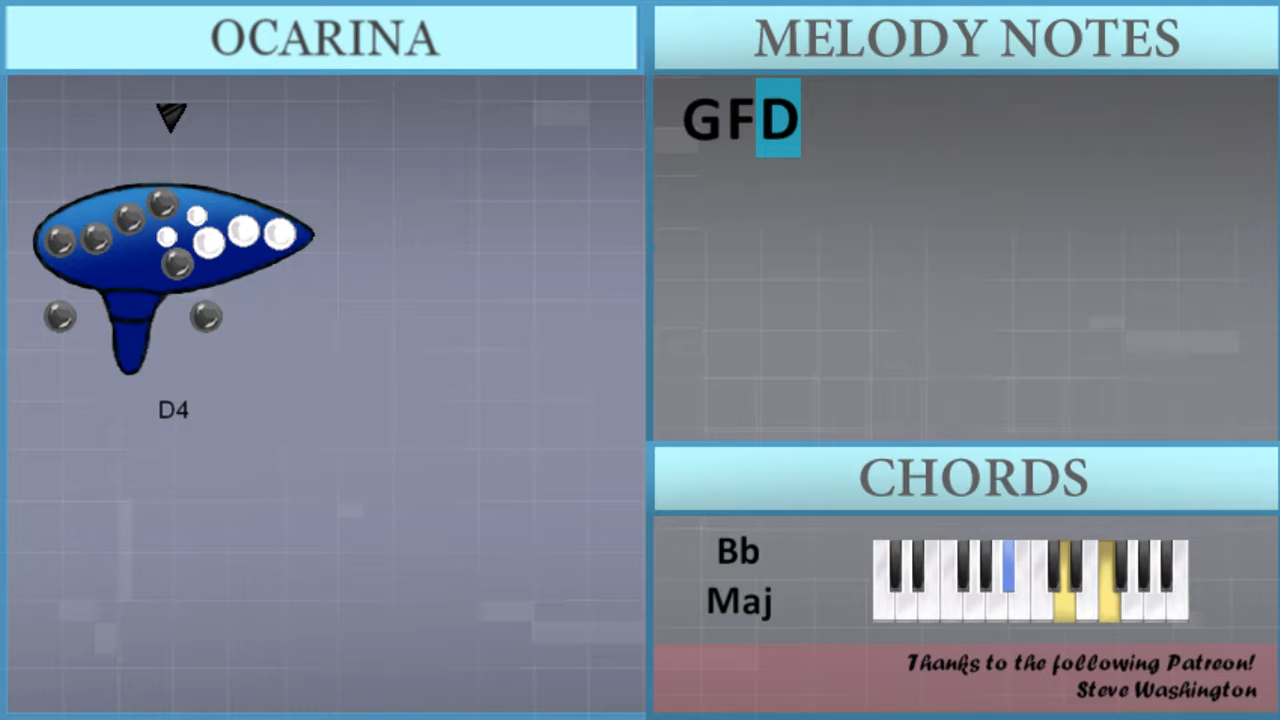 OCARINA
D4
MELODY NOTES
GFD
CHORDS
Bb
Maj
Thanks to the following Patreon!
Steve Washington